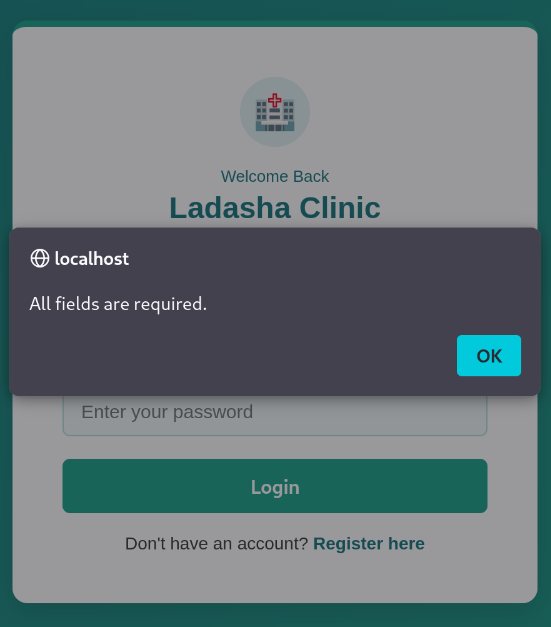 Welcome Back
Ladasha Clinic
localhost
All fields are required.
OK
Enter your password
Login
Don't have an account? Register here